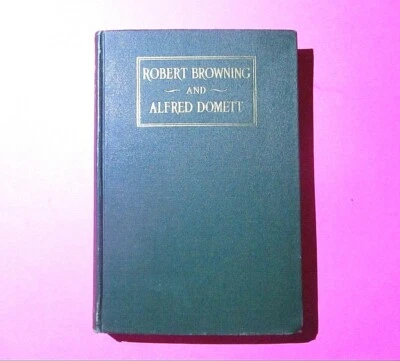 ROBERT BROWNING
AND
ALFRED DOMETT